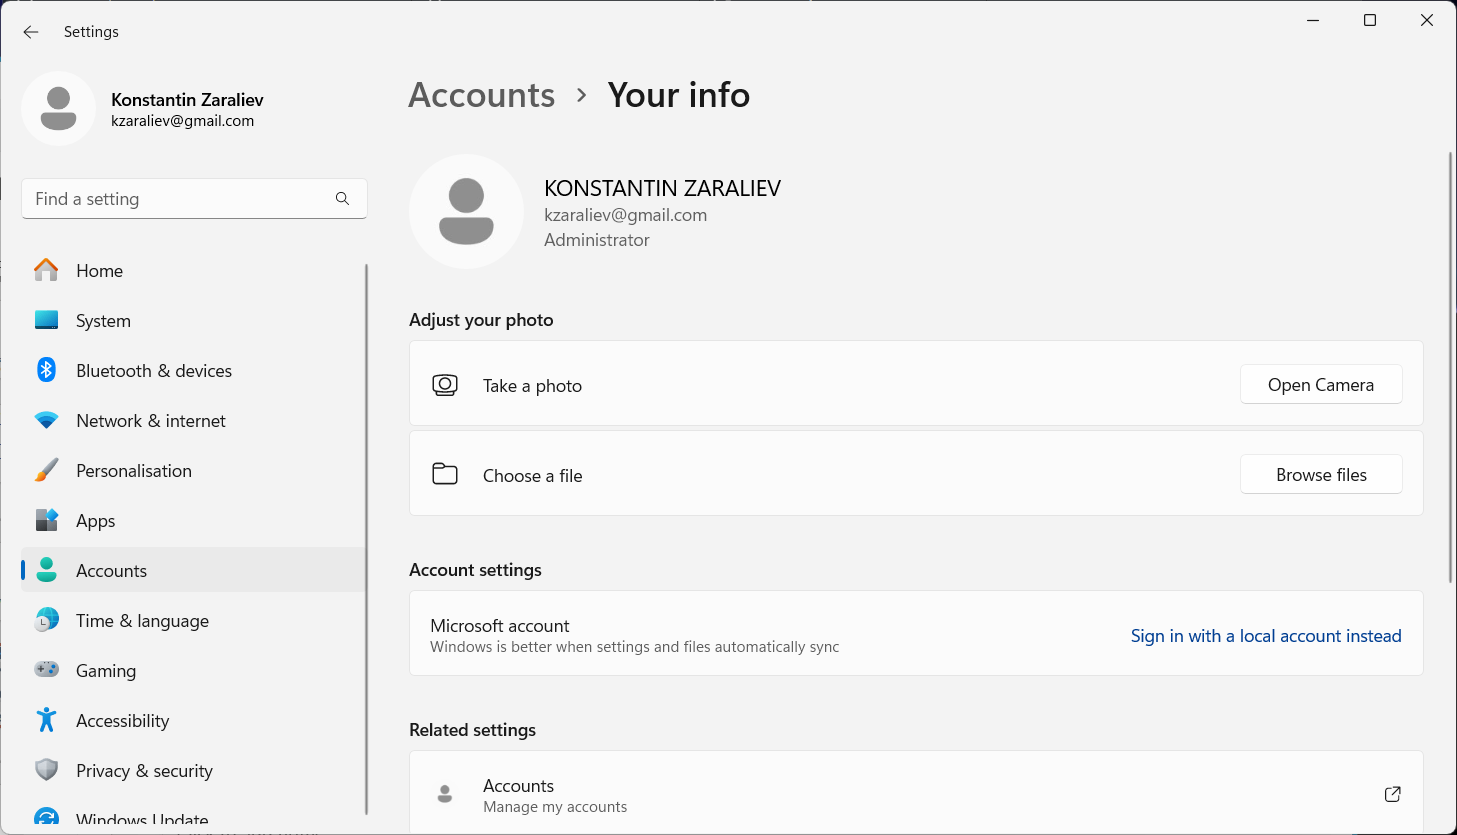 Settings
Konstantin Zaraliev
kzaraliev@gmail.com
Find a setting
Home
System
Bluetooth & devices
Network & internet
Personalisation
Apps
Accounts
Time & language
Gaming
Accessibility
Privacy & security
Windows Update
Accounts > Your info
KONSTANTIN ZARALIEV
kzaraliev@gmail.com
Administrator
Adjust your photo
Take a photo
Open Camera
Choose a file
Browse files
Account settings
Microsoft account
Windows is better when settings and files automatically sync
Sign in with a local account instead
Related settings
Accounts
Manage my accounts